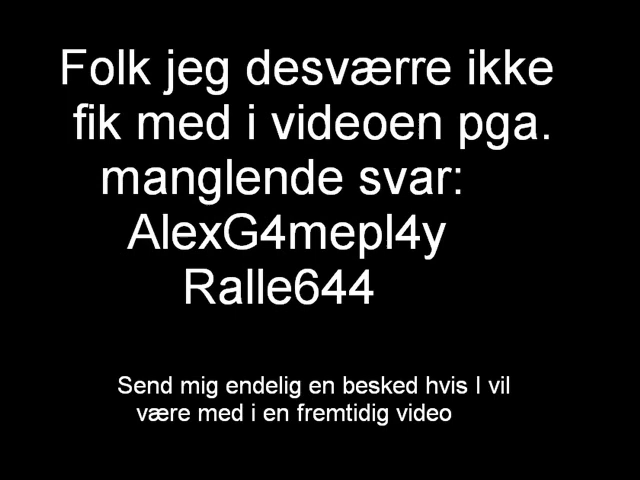 Folk jeg desværre ikke
fik med i videoen pga.
manglende svar:
AlexG4mepl4y
Ralle644
Send mig endelig en besked hvis I vil
være med i en fremtidig video